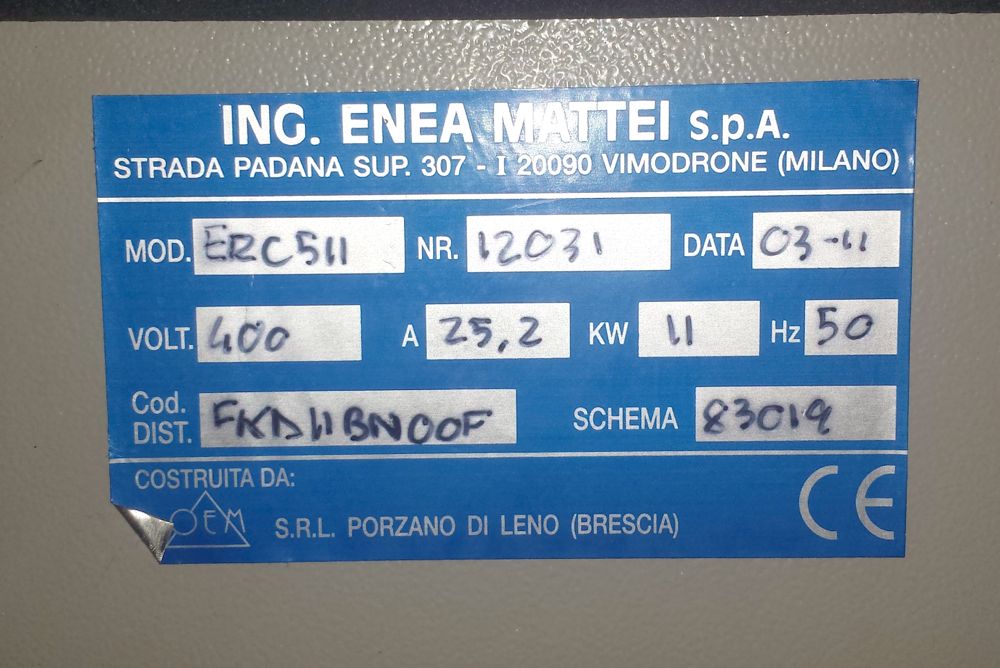 ING. ENEA MATTEI S.p.A.
STRADA PADANA SUP. 307 - I 20090 VIMODRONE (MILANO)
MOD. ERC511 NR. 12031 DATA 03-11
VOLT. 400 A 25,2 KW 11 Hz 50
Cod. DIST. FKD11BN00F SCHEMA 83019
COSTRUITA DA:
OEM S.R.L. PORZANO DI LENO (BRESCIA) CE